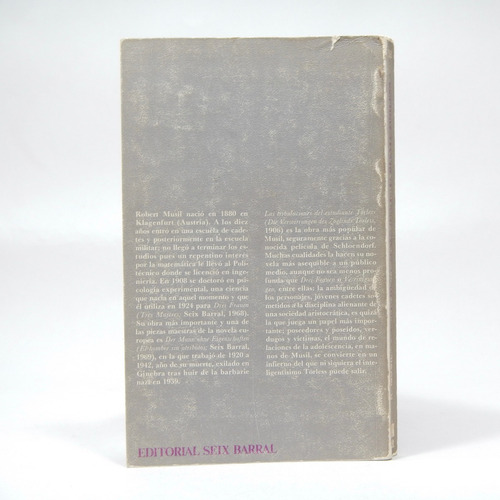 Robert Musil nació en 1880 en
Klagenfurt (Austria). A los diez
años entró en una escuela de cade-
tes y posteriormente en la escuela
militar; no llegó a terminar los es-
tudios pues un repentino interés
por la matemática le llevó al Poli-
técnico donde se licenció en inge-
niería. En 1908 se doctoró en psi-
cología experimental, una ciencia
que nacía en aquel momento y que
él utiliza en 1924 para Drei Frauen
(Tres Mujeres, Seix Barral, 1968).
Su obra más importante y una de
las piezas maestras de la novela eu-
ropea es Der Mann ohne Eigenschaften
(El hombre sin atributos; Seix Barral,
1969), en la que trabajó de 1920 a
1942, año de su muerte, exilado en
Ginebra tras huir de la barbarie
nazi en 1938.
Las tribulaciones del estudiante Törless
(Die Verwirrungen des Zöglings Törless,
1906) es la obra más popular de
Musil, seguramente gracias a la co-
nocida película de Schlöndorf.
Muchas cualidades la hacen su no-
vela más asequible a un público
medio, aunque no sea menos pro-
funda que Drei Frauen
entre ellas: la ambigüedad de
los personajes, jóvenes cadetes so-
metidos a la disciplina alienante de
una sociedad aristocrática, es quizá
la que juega un papel más impor-
tante; poseedores y poseídos, ver-
dugos y víctimas, el mundo de re-
laciones de la adolescencia, en ma-
nos de Musil, se convierte en un
infierno del que ni siquiera el in-
teligentísimo Törless puede salir.
EDITORIAL SEIX BARRAL